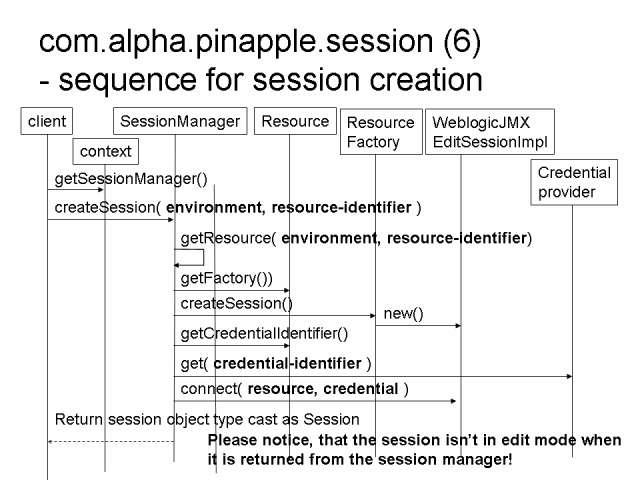 com.alpha.pinapple.session (6)
- sequence for session creation
client
SessionManager
Resource
Resource
Factory
WeblogicJMX
EditSessionImpl
context
Credential
provider
getSessionManager()
createSession( environment, resource-identifier )
getResource( environment, resource-identifier)
getFactory())
createSession()
new()
getCredentialIdentifier()
get( credential-identifier )
connect( resource, credential )
Return session object type cast as Session
Please notice, that the session isn't in edit mode when
it is returned from the session manager!